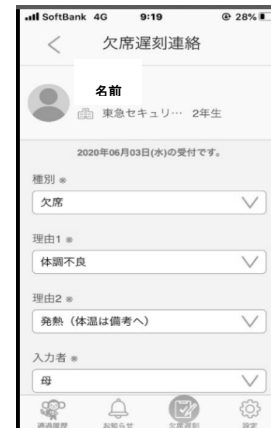 SoftBank 4G 9:19 28%
欠席遅刻連絡
名前
東急セキュリ… 2年生
2020年06月03日(水)の受付です。
種別 ※
欠席
理由1 ※
体調不良
理由2 ※
発熱（体温は備考へ）
入力者 ※
母
通過履歴 お知らせ 欠席遅刻 設定